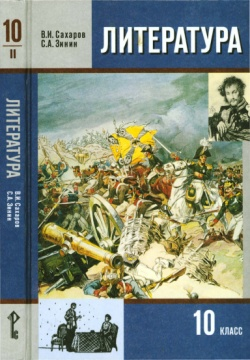 10
II
ЛИТЕРАТУРА
В.И. Сахаров
С.А. Зинин
В.И. Сахаров
С.А. Зинин
ЛИТЕРАТУРА
10 КЛАСС